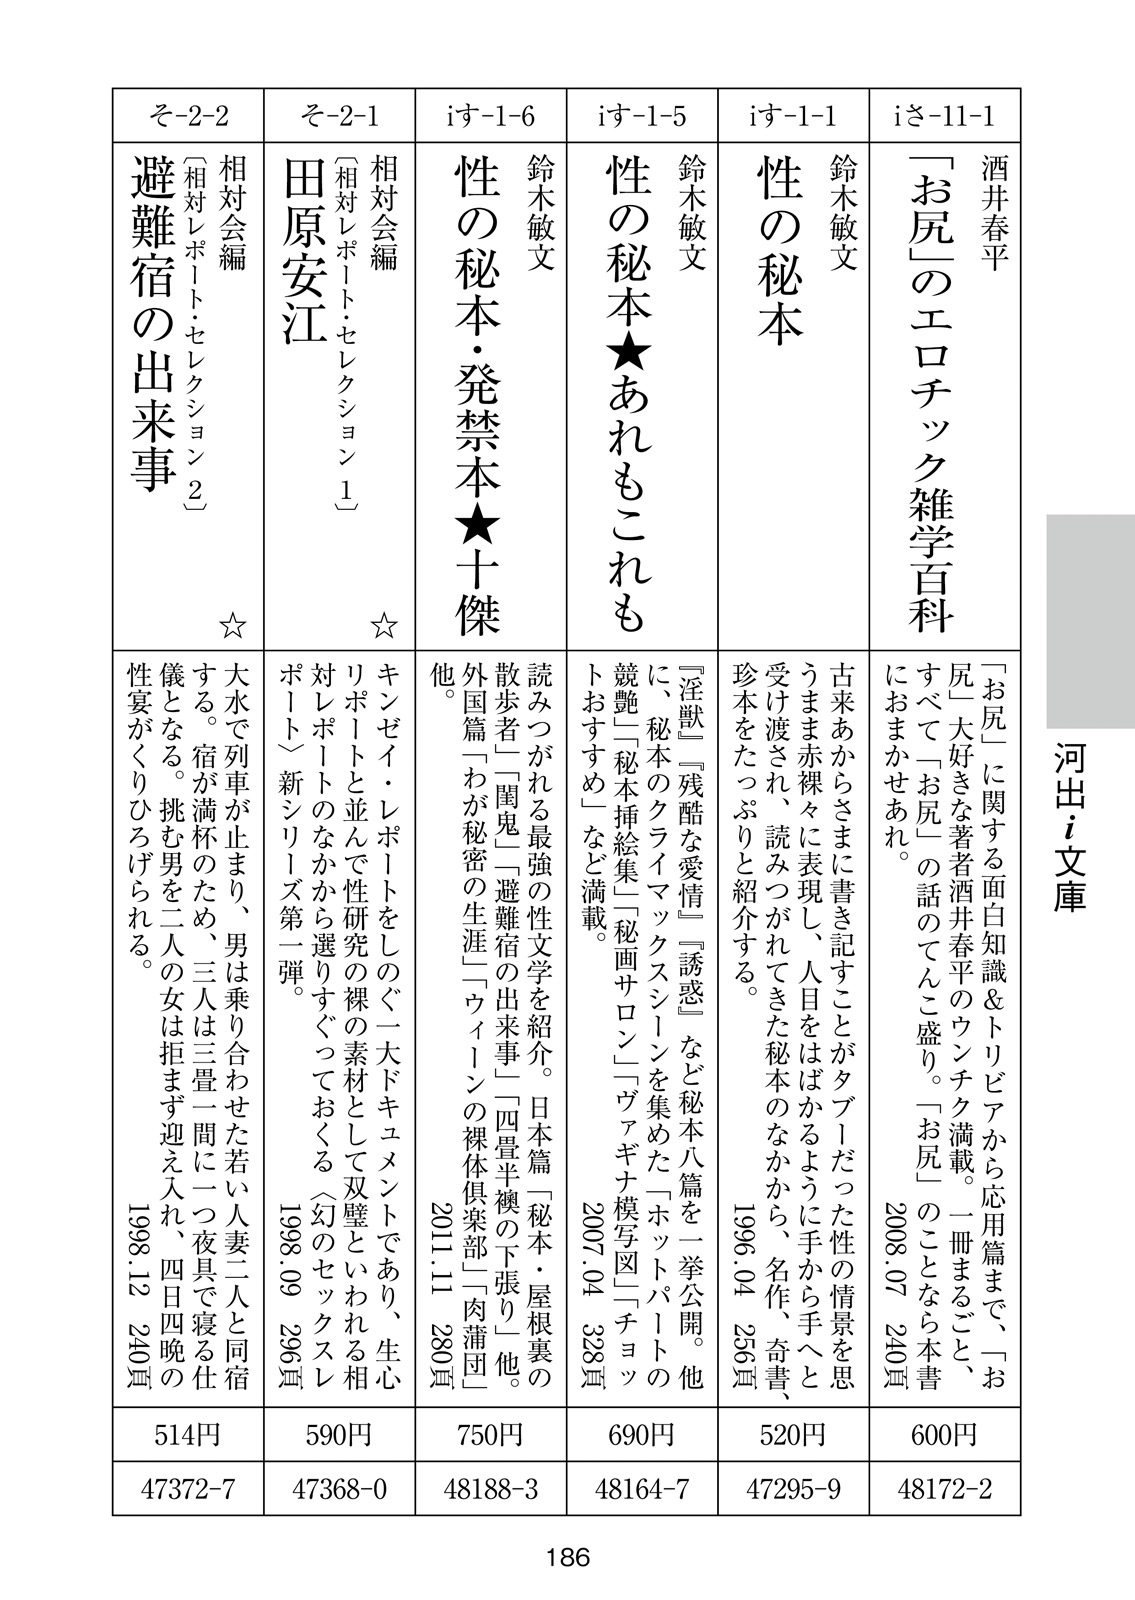 河出i文庫
iさ-11-1
酒井春平
「お尻」のエロチック雑学百科
「お尻」に関する面白知識＆トリビアから応用篇まで、「お
尻」大好きな著者酒井春平のウンチク満載。一冊まるごと、
すべて「お尻」の話のてんこ盛り。「お尻」のことなら本書
におまかせあれ。
2008.07 240頁
600円
48172-2
iす-1-1
鈴木敏文
性の秘本
古来あからさまに書き記すことがタブーだった性の情景を思
うまま赤裸々に表現し、人目をはばかるように手から手へと
受け渡され、読みつがれてきた秘本のなかから、名作、奇書、
珍本をたっぷりと紹介する。
1996.04 256頁
520円
47295-9
iす-1-5
鈴木敏文
性の秘本★あれもこれも
『淫獣』『残酷な愛情』『誘惑』など秘本八篇を一挙公開。他
に、秘本のクライマックスシーンを集めた「ホットパートの
競艶」「秘本挿絵集」「秘画サロン」「ヴァギナ模写図」「チョッ
トおすすめ」など満載。
2007.04 328頁
690円
48164-7
iす-1-6
鈴木敏文
性の秘本・発禁本★十傑
読みつがれる最強の性文学を紹介。日本篇「秘本・屋根裏の
散歩者」「閨鬼」「避難宿の出来事」「四畳半襖の下張り」他。
外国篇「わが秘密の生涯」「ウィーンの裸体倶楽部」「肉蒲団」
他。
2011.11 280頁
750円
48188-3
そ-2-1
相対会編
〔相対レポート・セレクション 1〕
田原安江
☆
キンゼイ・レポートをしのぐ一大ドキュメントであり、生心
リポートと並んで性研究の裸の素材として双璧といわれる相
対レポートのなかから選りすぐっておくる〈幻のセックスレ
ポート〉新シリーズ第一弾。
1998.09 296頁
590円
47368-0
そ-2-2
相対会編
〔相対レポート・セレクション 2〕
避難宿の出来事
☆
大水で列車が止まり、男は乗り合わせた若い人妻二人と同宿
する。宿が満杯のため、三人は三畳一間に一つ夜具で寝る仕
儀となる。挑む男を二人の女は拒まず迎え入れ、四日四晩の
性宴がくりひろげられる。
1998.12 240頁
514円
47372-7
186